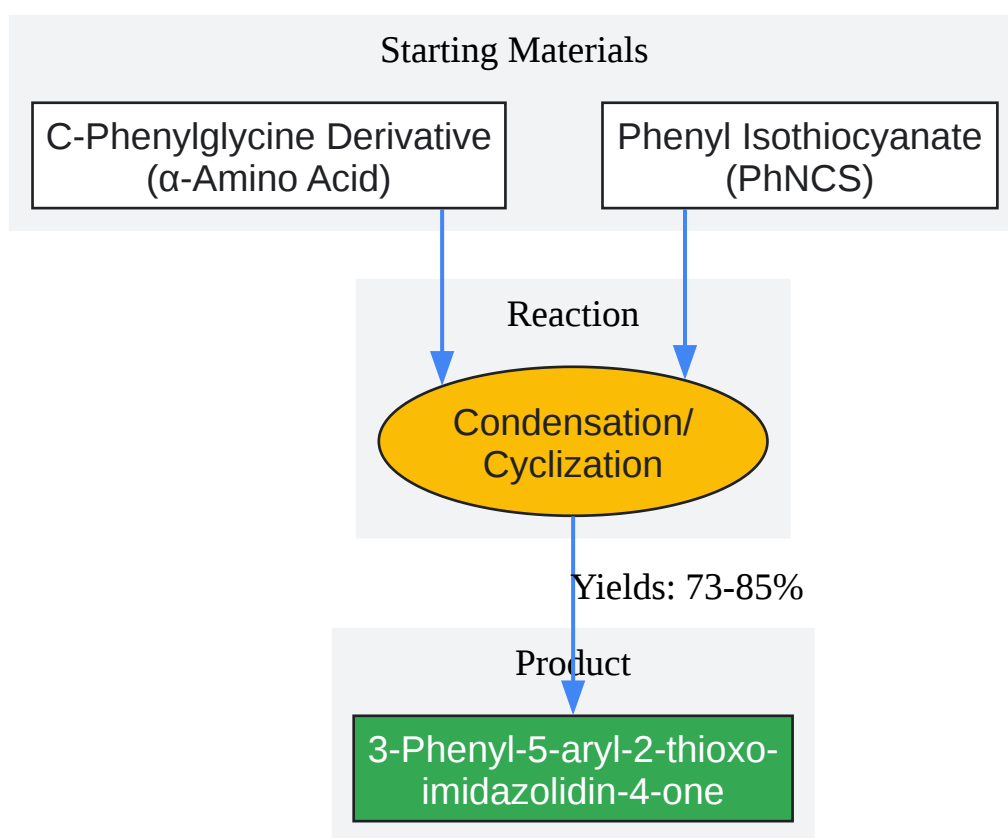 Starting Materials
C-Phenylglycine Derivative
(α-Amino Acid)
Phenyl Isothiocyanate
(PhNCS)
Reaction
Condensation/
Cyclization
Yields: 73-85%
Product
3-Phenyl-5-aryl-2-thioxo-
imidazolidin-4-one